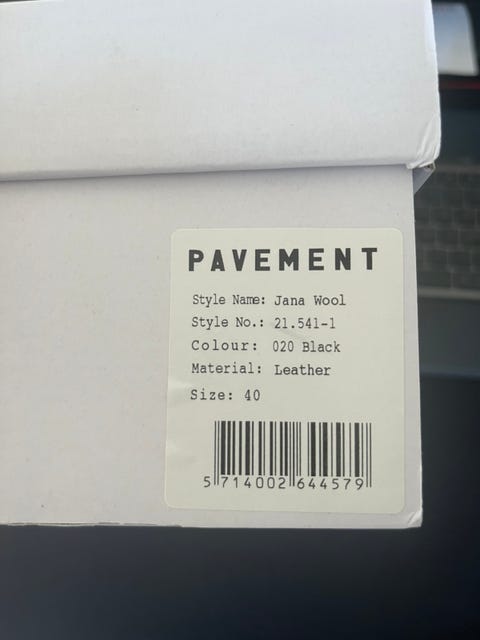 PAVEMENT
Style Name: Jana Wool
Style No.: 21.541-1
Colour: 020 Black
Material: Leather
Size: 40
5 714002 644579